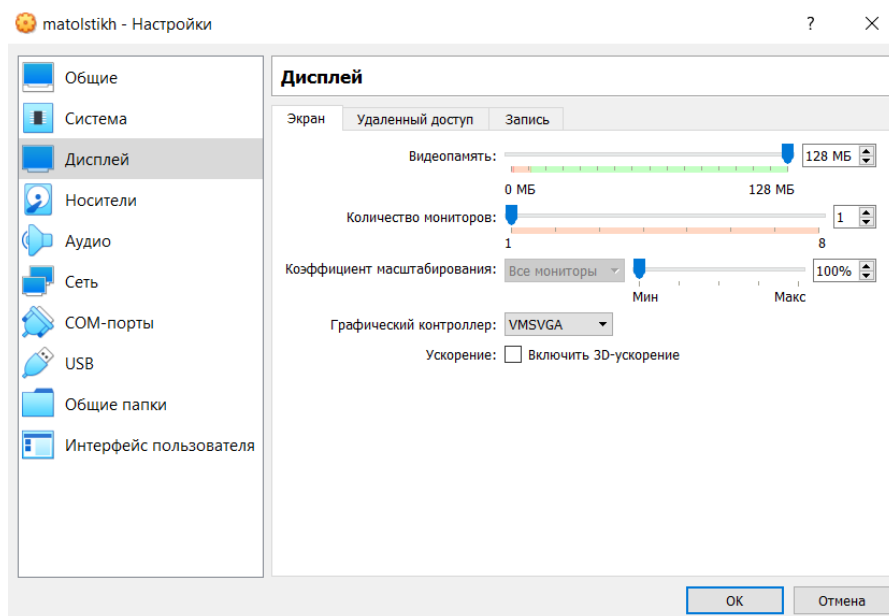 matolstikh - Настройки
?
Общие
Система
Дисплей
Носители
Аудио
Сеть
COM-порты
USB
Общие папки
Интерфейс пользователя
Дисплей
Экран Удаленный доступ Запись
Видеопамять: 128 МБ
0 МБ 128 МБ
Количество мониторов: 1
1 8
Коэффициент масштабирования: Все мониторы 100%
Мин Макс
Графический контроллер: VMSVGA
Ускорение: Включить 3D-ускорение
OK Отмена